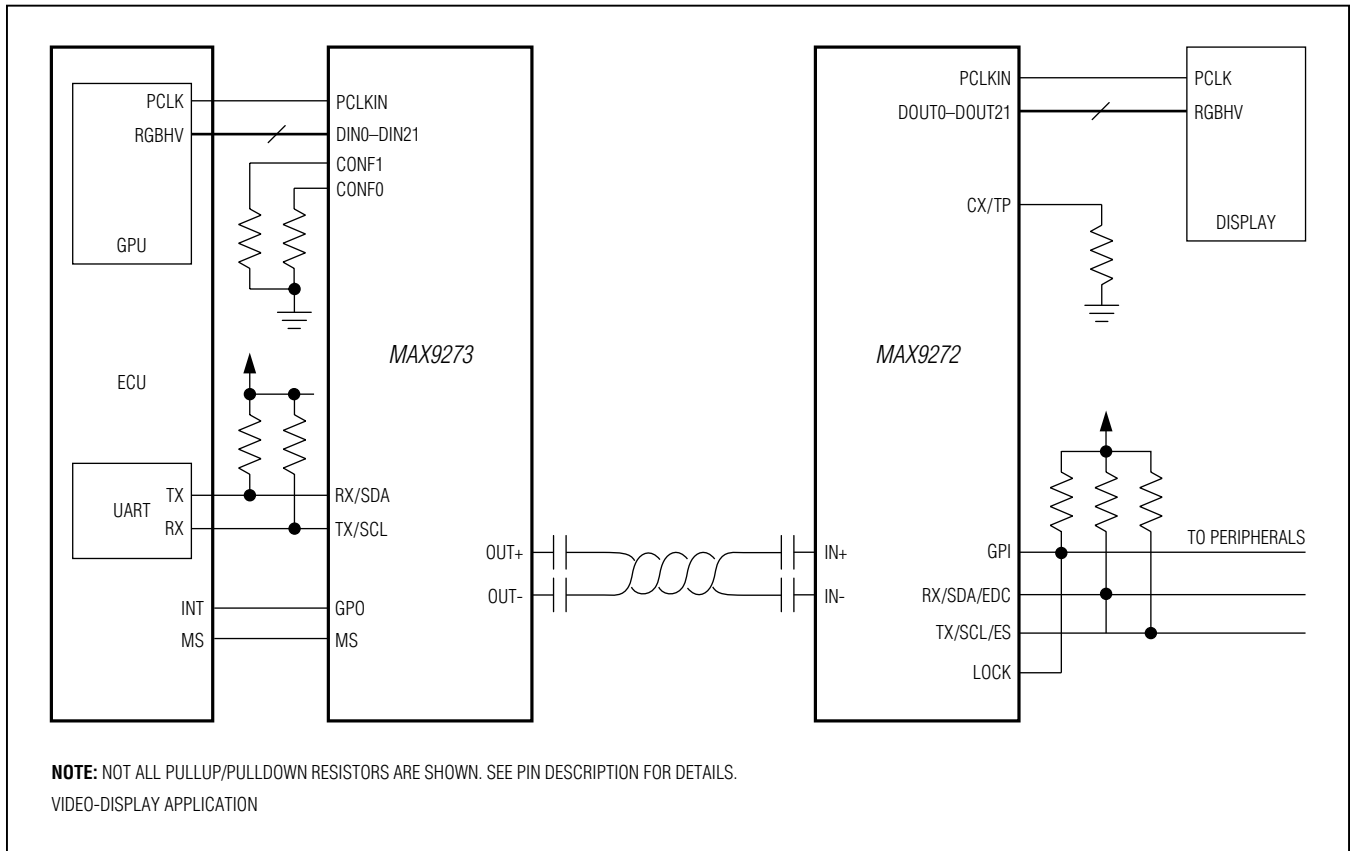 PCLK
RGBHV
GPU
ECU
UART
TX
RX
INT
MS
PCLKIN
DIN0–DIN21
CONF1
CONF0
MAX9273
RX/SDA
TX/SCL
OUT+
OUT-
GPO
MS
PCLKIN
DOUT0–DOUT21
CX/TP
MAX9272
IN+
IN-
GPI
RX/SDA/EDC
TX/SCL/ES
LOCK
PCLK
RGBHV
DISPLAY
TO PERIPHERALS
NOTE: NOT ALL PULLUP/PULLDOWN RESISTORS ARE SHOWN. SEE PIN DESCRIPTION FOR DETAILS.
VIDEO-DISPLAY APPLICATION